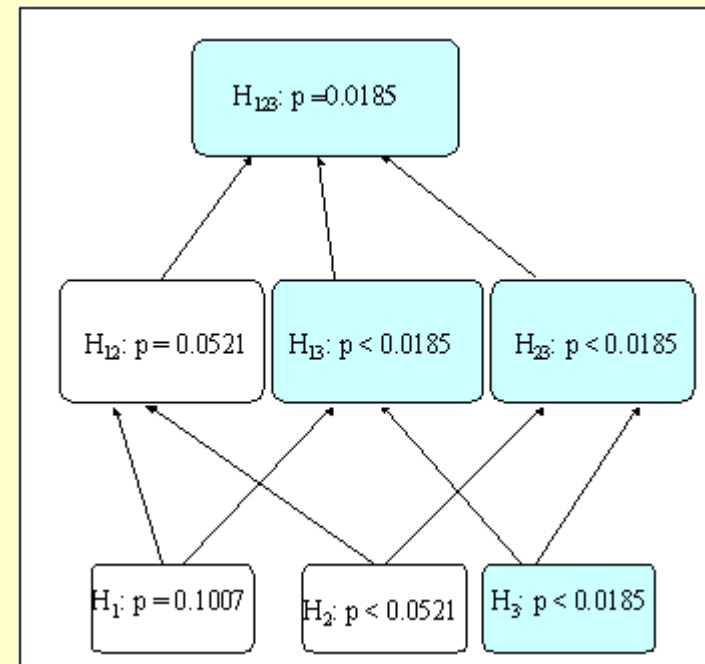 H₁₂₃: p =0.0185
H₁₂: p = 0.0521
H₁₃: p < 0.0185
H₂₃: p < 0.0185
H₁: p = 0.1007
H₂: p < 0.0521
H₃: p < 0.0185